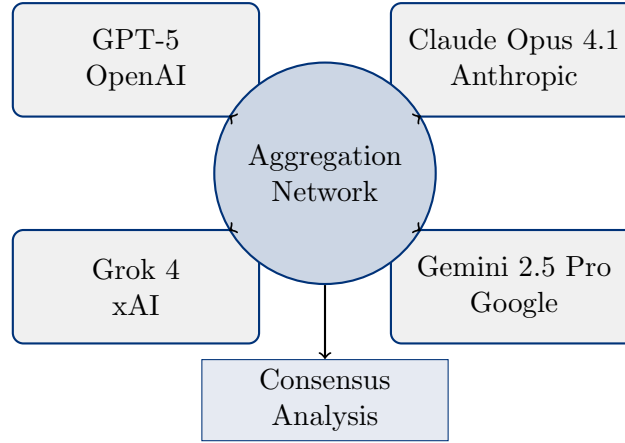 GPT-5
OpenAI
Claude Opus 4.1
Anthropic
Aggregation
Network
Grok 4
xAI
Gemini 2.5 Pro
Google
Consensus
Analysis